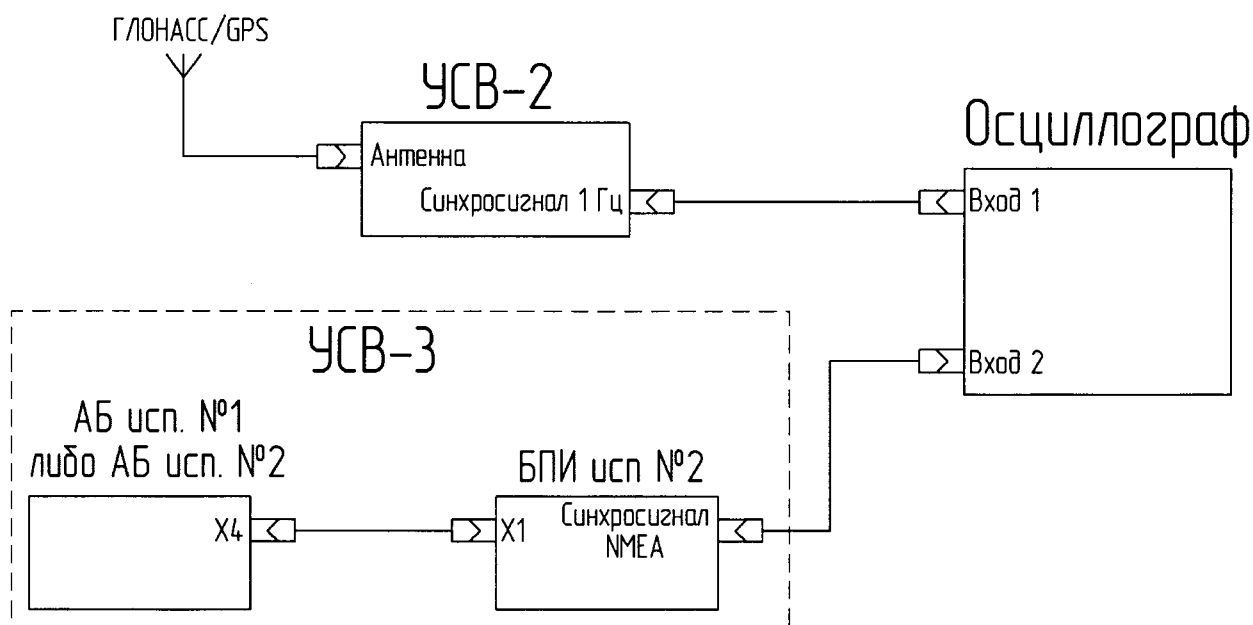 ГЛОНАСС/GPS
УСВ-2
Антенна
Синхросигнал 1 Гц
Осциллограф
Вход 1
Вход 2
УСВ-3
АБ исп. №1
либо АБ исп. №2
X4
БПИ исп №2
X1
Синхросигнал
NMEA